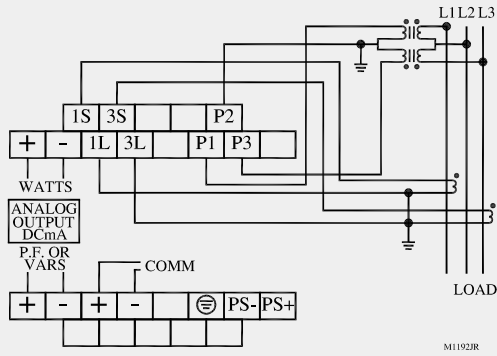 L1 L2 L3
1S 3S P2
+ - 1L 3L P1 P3
WATTS
ANALOG
OUTPUT
DCmA
P.F. OR
VARS
COMM
+ - + - PS- PS+
LOAD
M1192JR